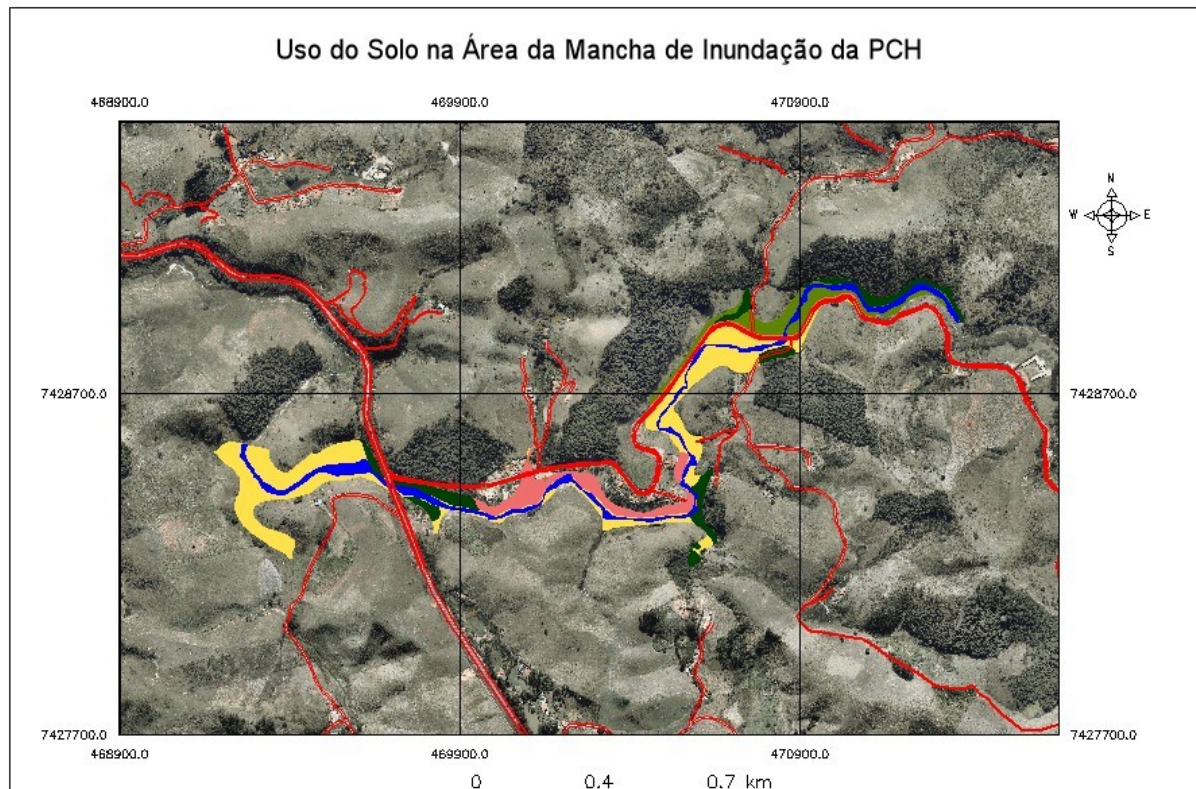 Uso do Solo na Área da Mancha de Inundação da PCH
468900.0 469900.0 470900.0
N
W E
S
7428700.0 7428700.0
7427700.0 7427700.0
468900.0 469900.0 470900.0
0 0.4 0.7 km